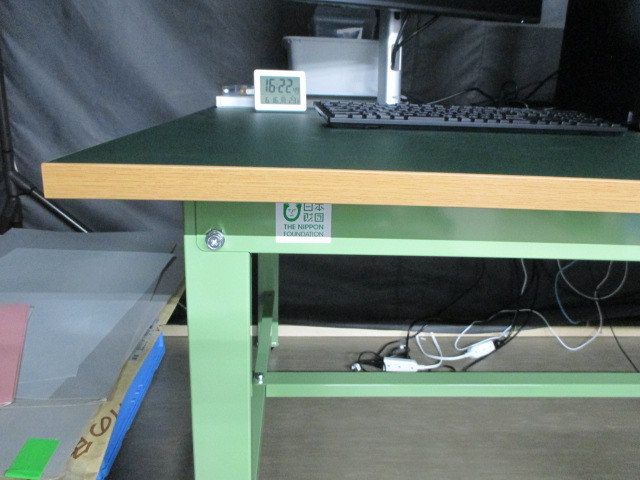 16:22
日本
財団
THE NIPPON
FOUNDATION